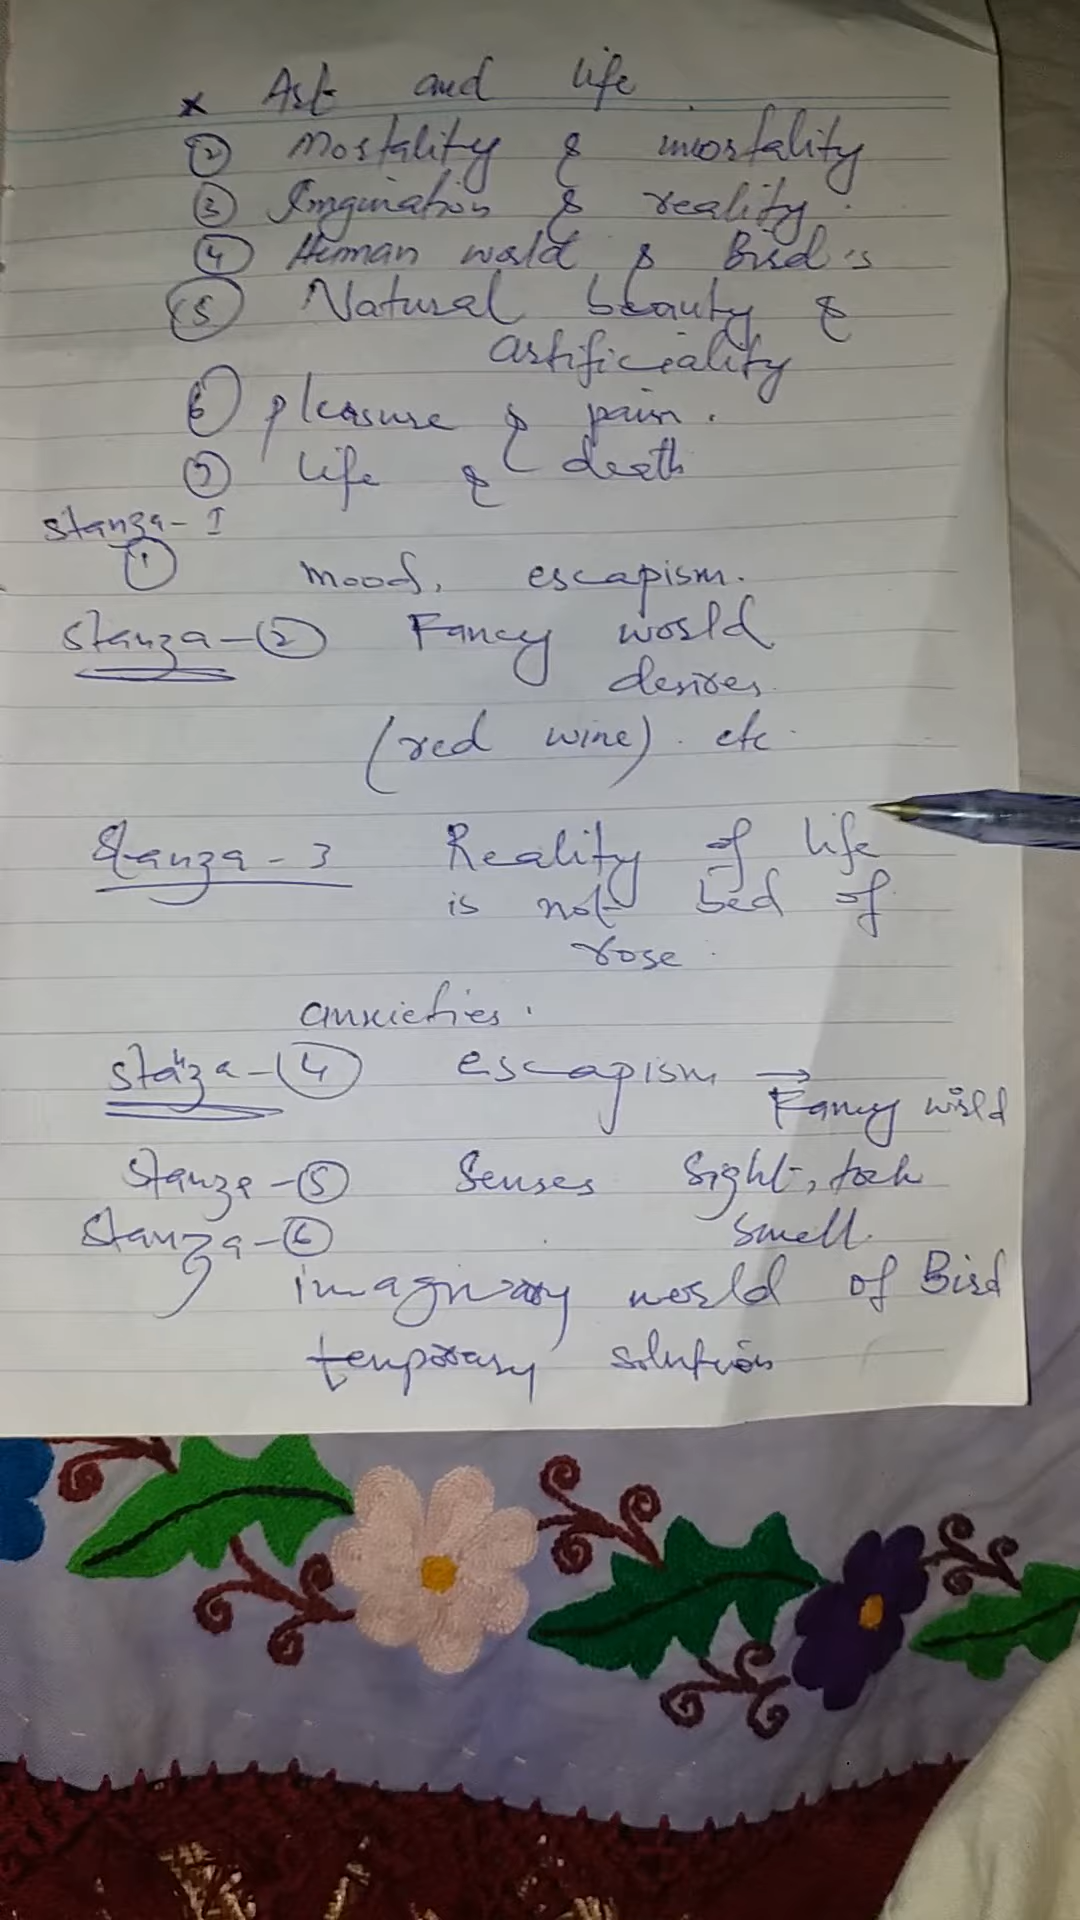 x Art and life
(2) Mortality & imortality
(3) Imgination & reality.
(4) Human world & Bird's
(5) Natural beauty &
artificiality
(6) pleasure & pain.
(7) life & death
Stanza-I
(1) mood, escapism.
Stanza-(2) Fancy world
desires
(red wine). etc.
Stanza-3 Reality of life
is not bed of
rose.
anxieties.
Stanza-(4) escapism →
Fancy world
Stanza-(5) Senses Sight,
smell.
Stanza-(6)
imaginary world of Bird
temporary solution